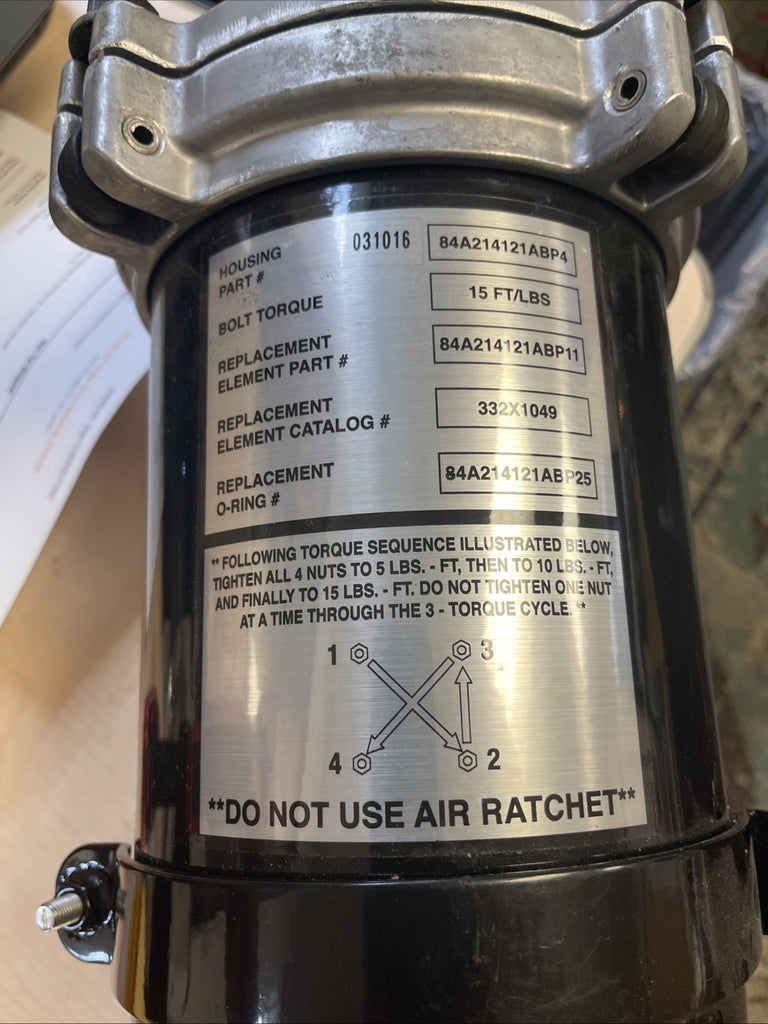 HOUSING PART # 031016 84A214121ABP4
BOLT TORQUE 15 FT/LBS
REPLACEMENT
ELEMENT PART # 84A214121ABP11
REPLACEMENT
ELEMENT CATALOG # 332X1049
REPLACEMENT
O-RING # 84A214121ABP25
** FOLLOWING TORQUE SEQUENCE ILLUSTRATED BELOW,
TIGHTEN ALL 4 NUTS TO 5 LBS. - FT, THEN TO 10 LBS. - FT,
AND FINALLY TO 15 LBS. - FT. DO NOT TIGHTEN ONE NUT
AT A TIME THROUGH THE 3 - TORQUE CYCLE. **
1 3
4 2
**DO NOT USE AIR RATCHET**